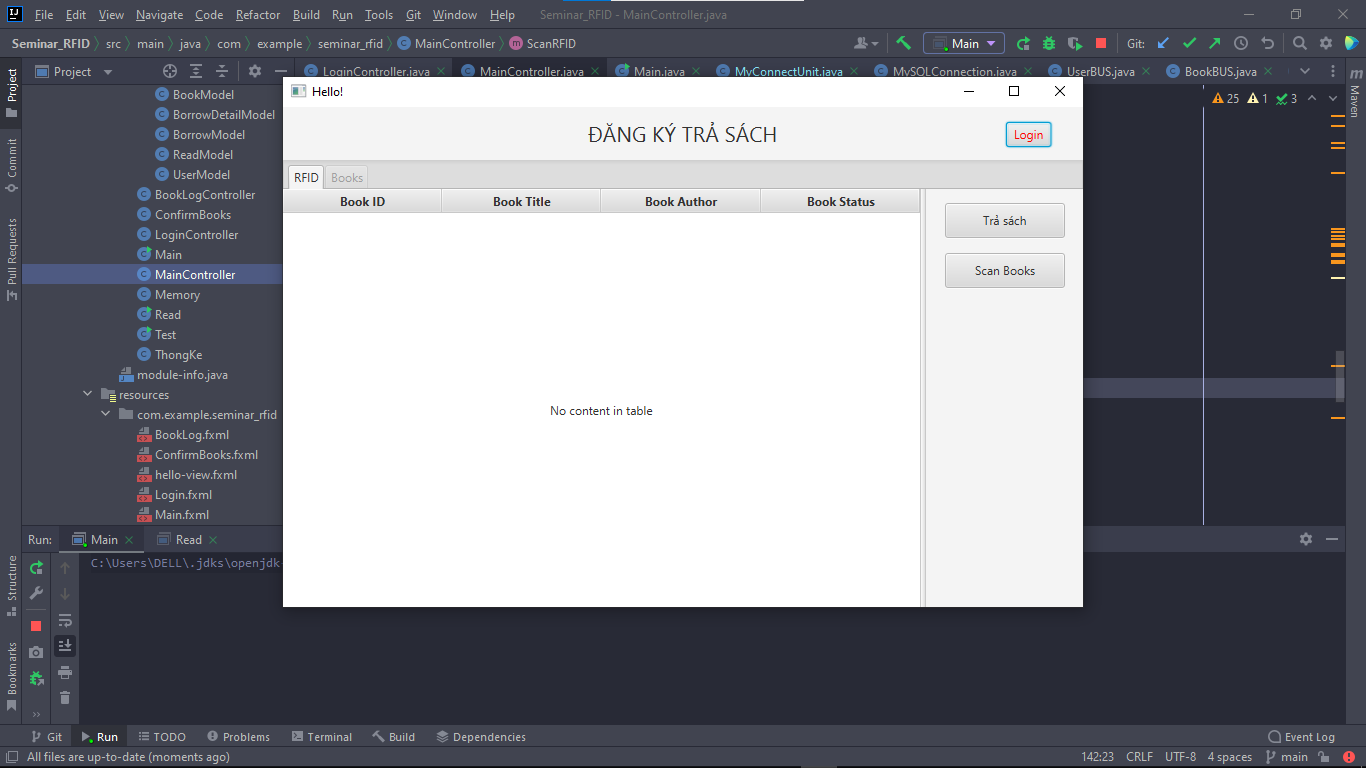 File Edit View Navigate Code Refactor Build Run Tools Git Window Help Seminar_RFID - MainController.java
Seminar_RFID src main java com example seminar_rfid MainController ScanRFID Main Git:
Project LoginController.java MainController.java Main.java MyConnectUnit.java MySQLConnection.java UserBUS.java BookBUS.java
25 1 3
Project
Commit
Pull Requests
Structure
Bookmarks
Maven
BookModel
BorrowDetailModel
BorrowModel
ReadModel
UserModel
BookLogController
ConfirmBooks
LoginController
Main
MainController
Memory
Read
Test
ThongKe
module-info.java
resources
com.example.seminar_rfid
BookLog.fxml
ConfirmBooks.fxml
hello-view.fxml
Login.fxml
Main.fxml
Hello!
ĐĂNG KÝ TRẢ SÁCH Login
RFID Books
Book ID Book Title Book Author Book Status
Trả sách
Scan Books
No content in table
Run: Main Read
C:\Users\DELL\.jdks\openjdk
Git Run TODO Problems Terminal Build Dependencies Event Log
All files are up-to-date (moments ago) 142:23 CRLF UTF-8 4 spaces main